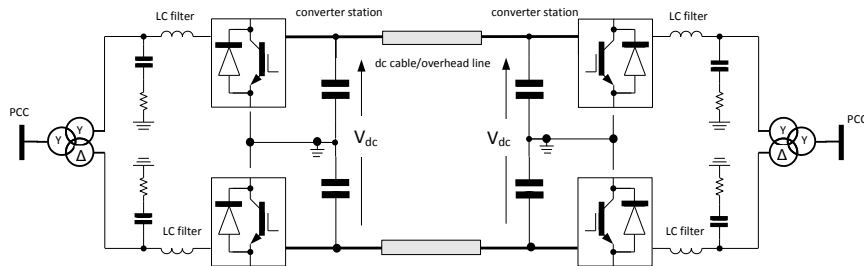 LC filter
converter station
converter station
LC filter
dc cable/overhead line
PCC
PCC
Y
Y
Δ
Y
Y
Δ
Vdc
Vdc
LC filter
LC filter